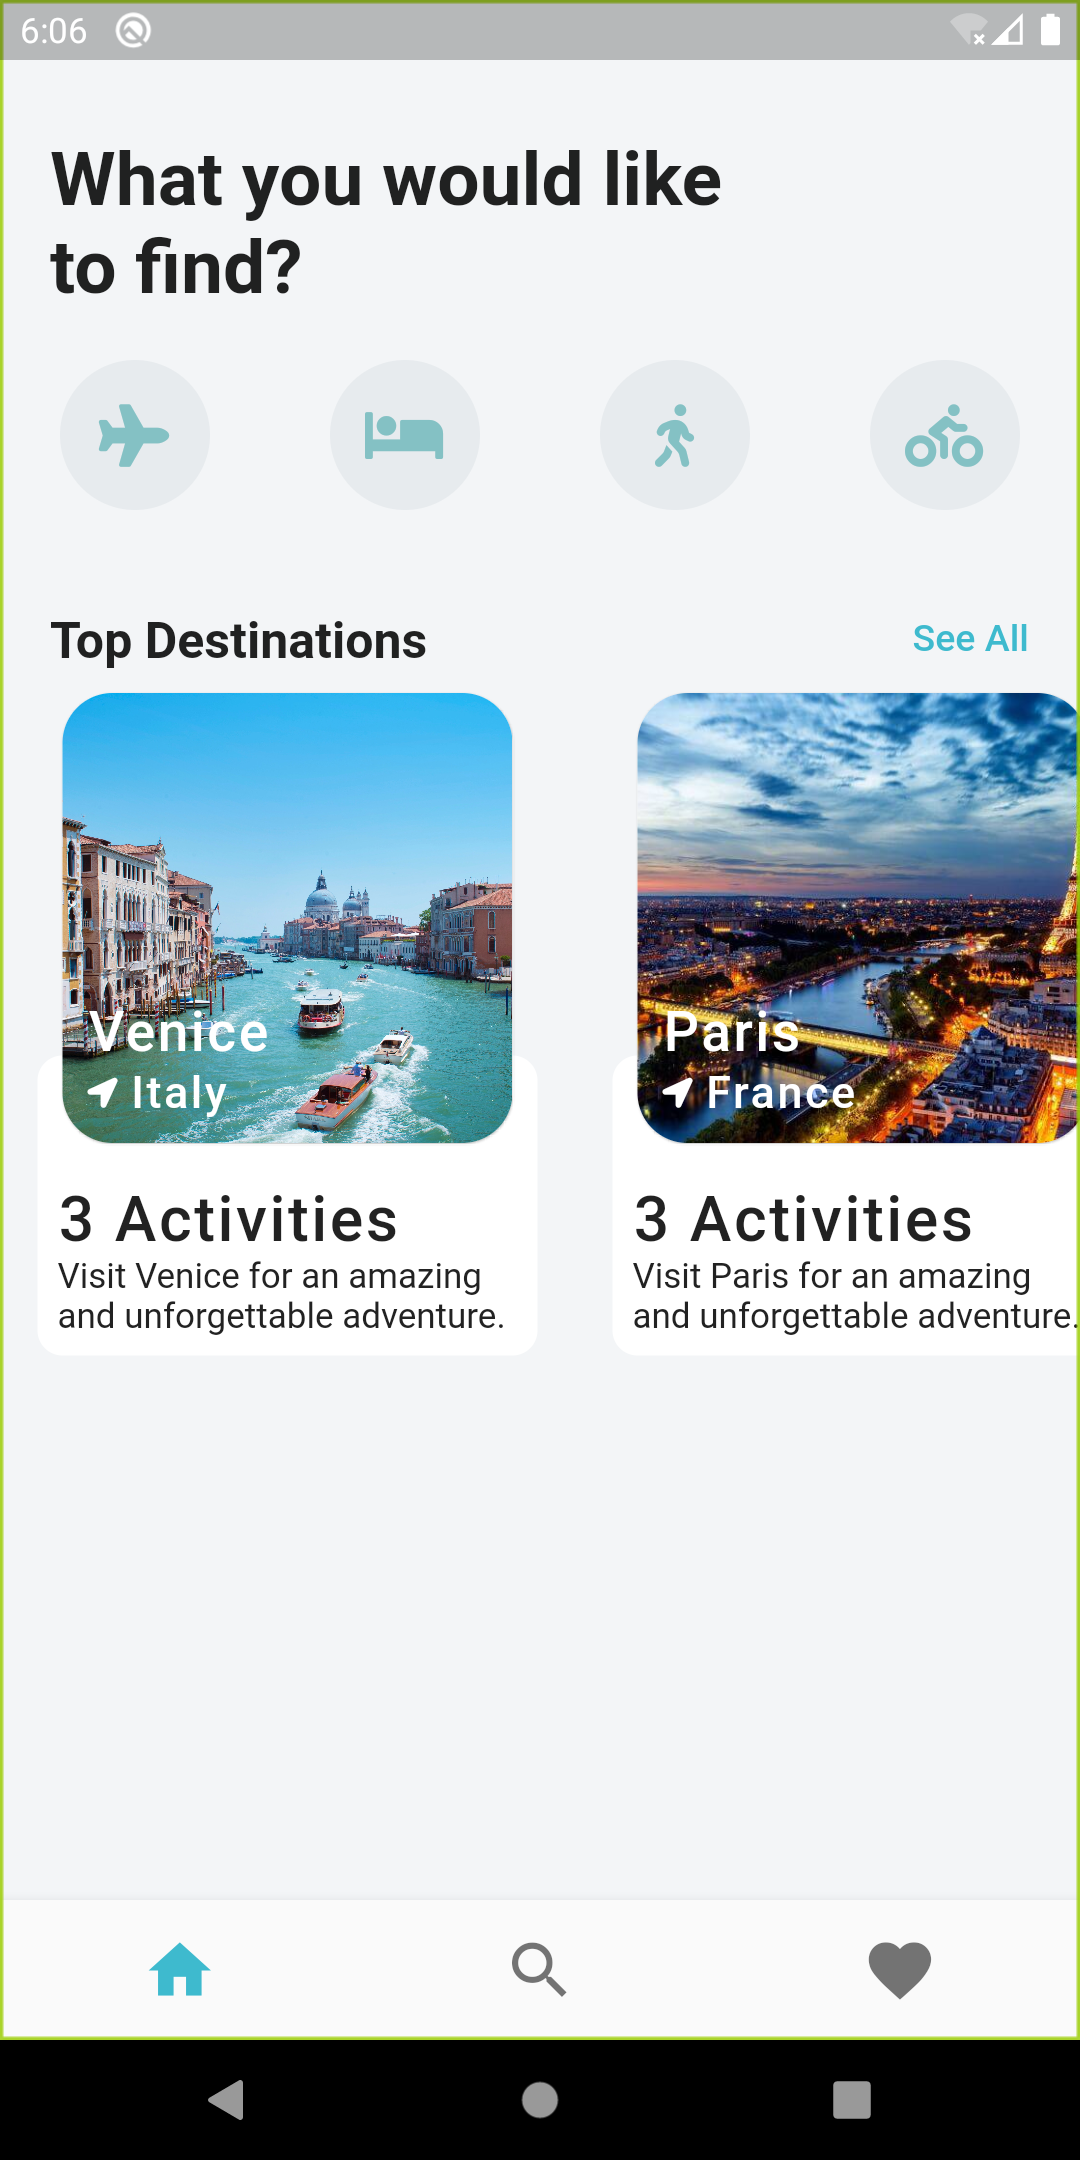 6:06
What you would like
to find?
Top Destinations
See All
Venice
Italy
3 Activities
Visit Venice for an amazing
and unforgettable adventure.
Paris
France
3 Activities
Visit Paris for an amazing
and unforgettable adventure.